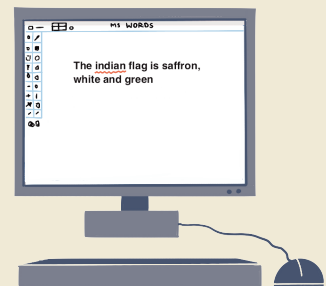 MS WORDS
The indian flag is saffron,
white and green